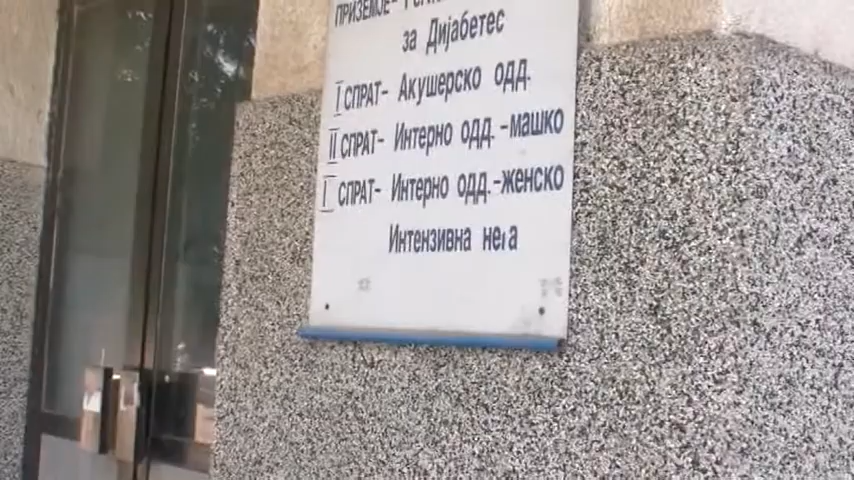 ПРИЗЕМЈЕ-
за Дијабетес
I СПРАТ- Акушерско одд.
II СПРАТ- Интерно одд.- МАШКО
I СПРАТ- Интерно одд.-ЖЕНСКО
Интензивна нега